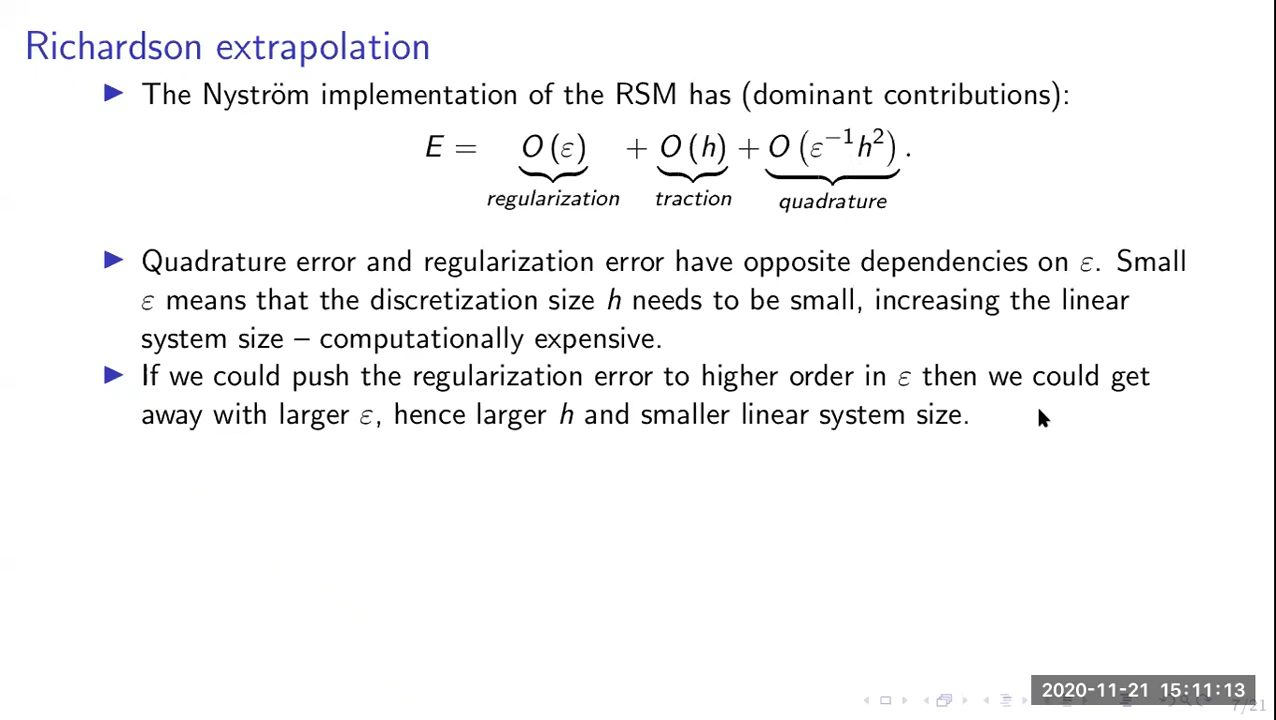 Richardson extrapolation
▶ The Nyström implementation of the RSM has (dominant contributions):
E = O(ε) + O(h) + O(ε⁻¹h²).
regularization traction quadrature
▶ Quadrature error and regularization error have opposite dependencies on ε. Small
ε means that the discretization size h needs to be small, increasing the linear
system size – computationally expensive.
▶ If we could push the regularization error to higher order in ε then we could get
away with larger ε, hence larger h and smaller linear system size.
2020-11-21 15:11:13
7/21